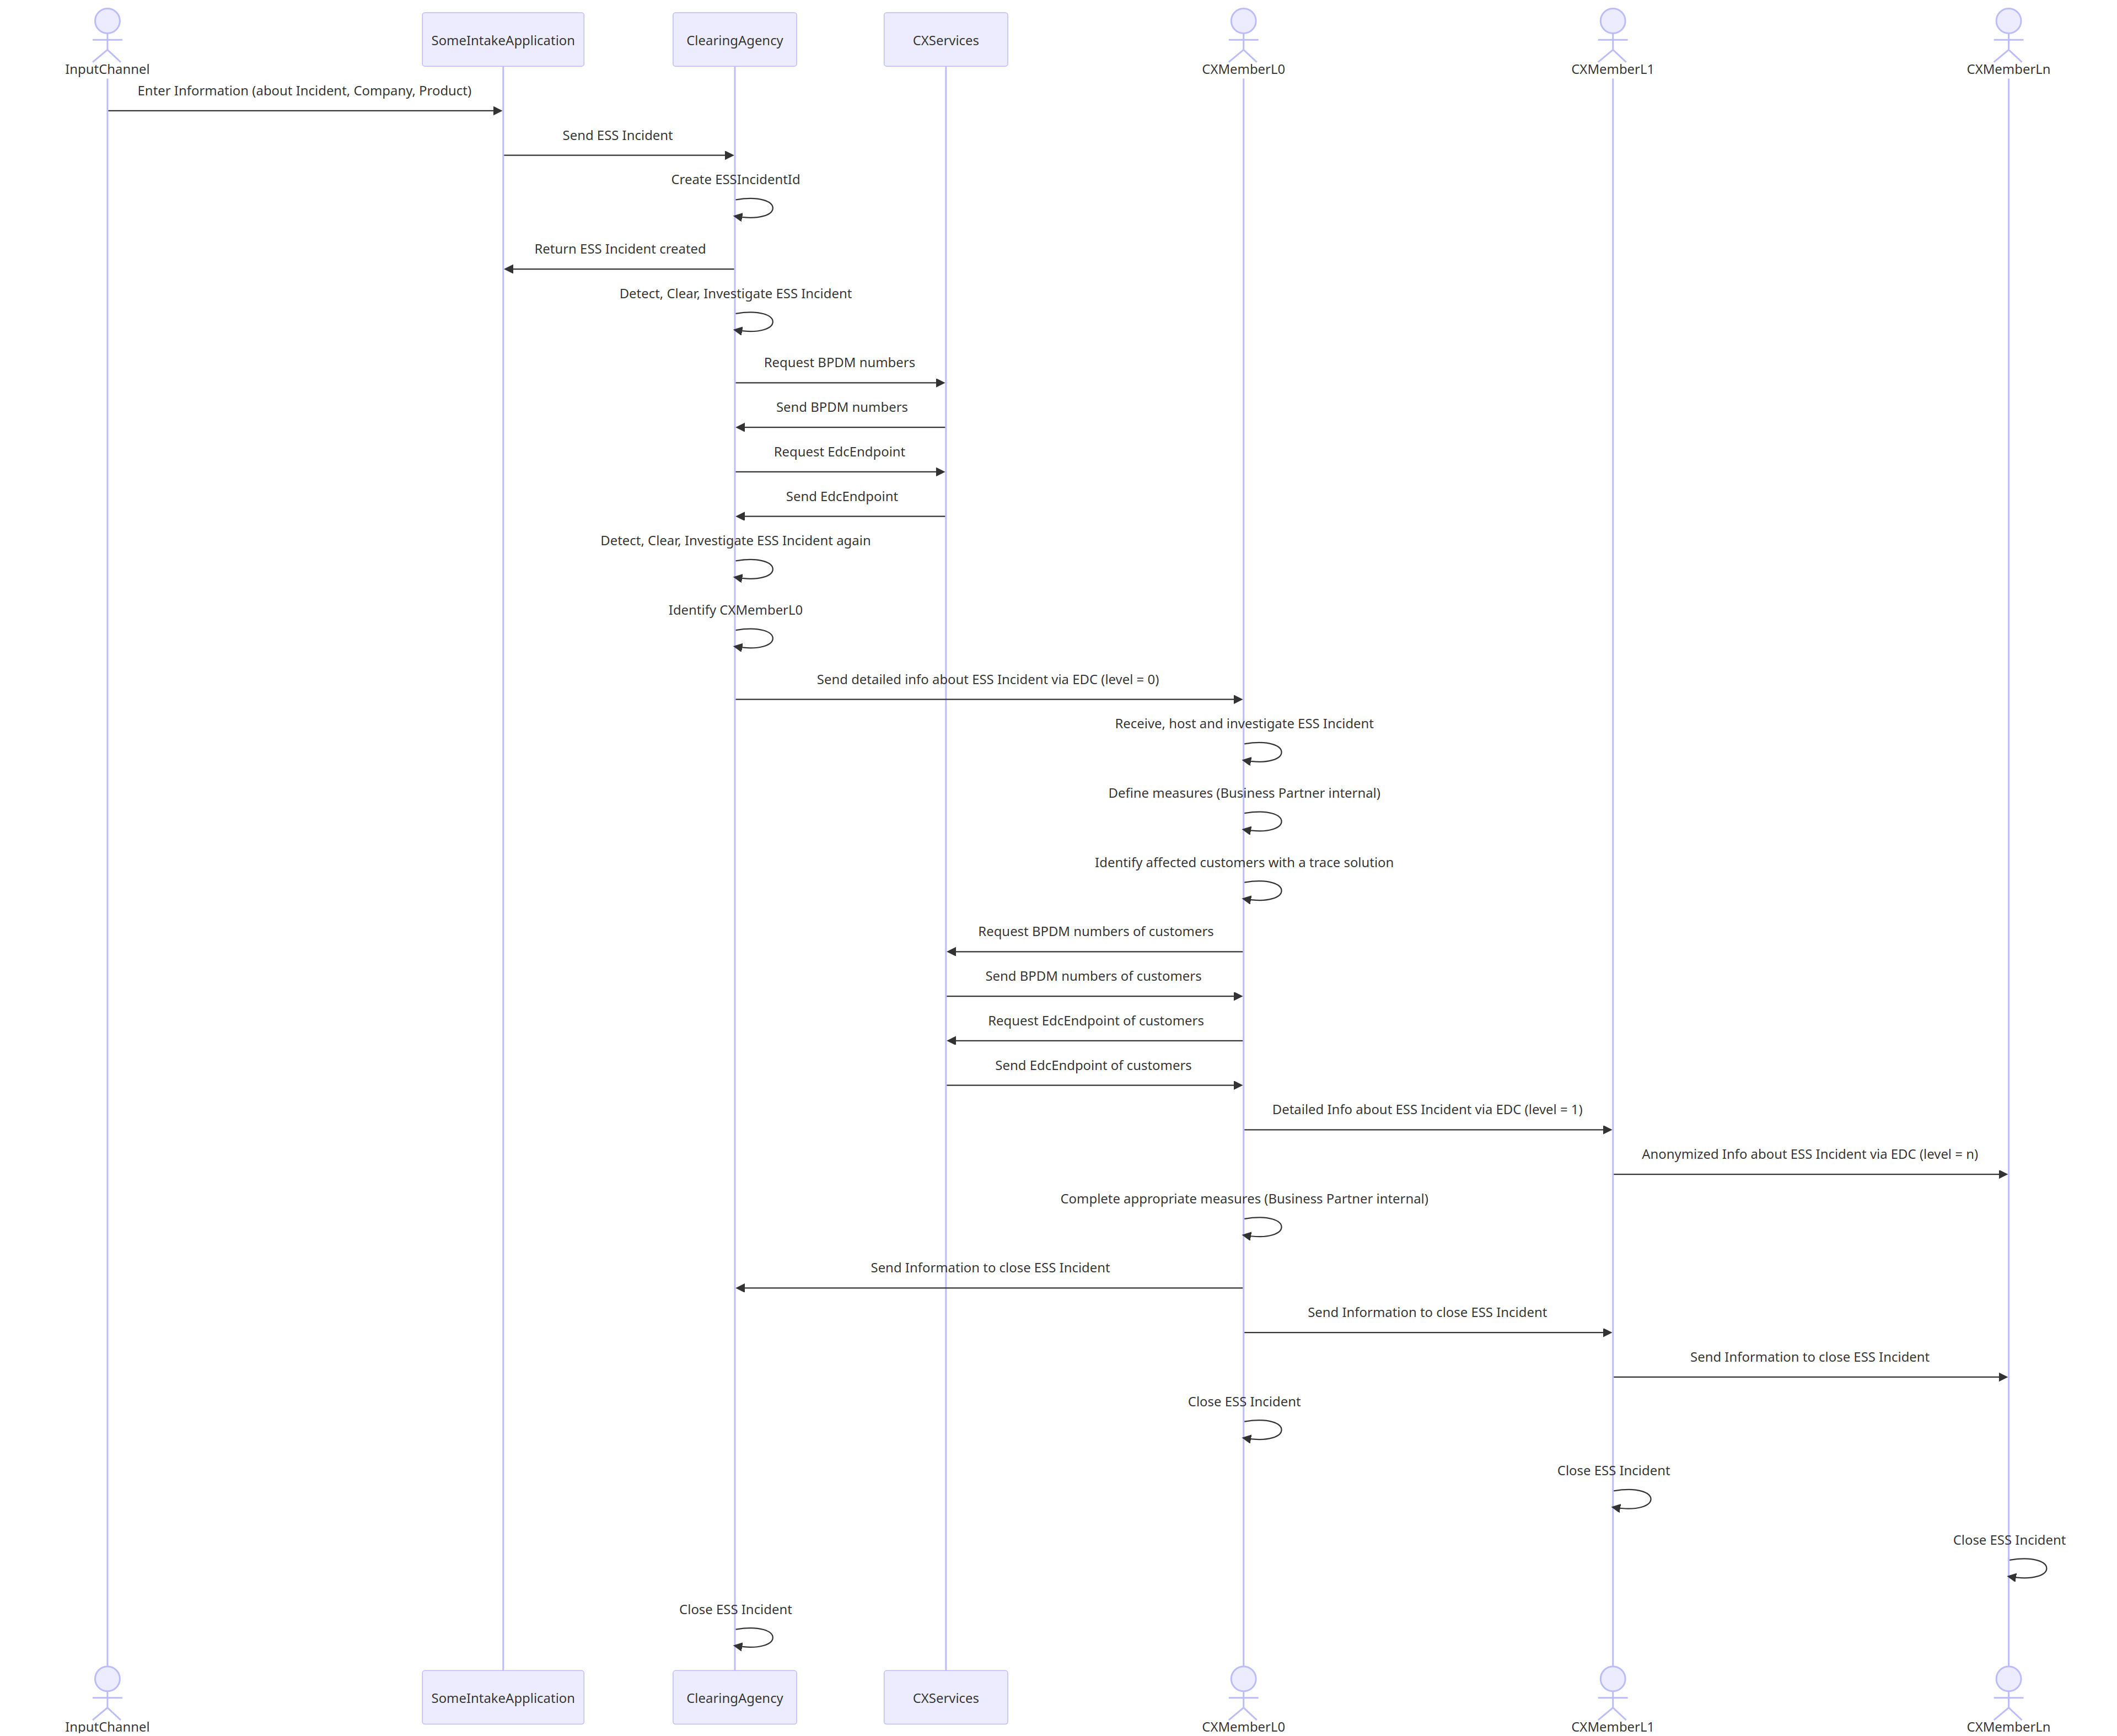 InputChannel
SomeIntakeApplication
ClearingAgency
CXServices
CXMemberL0
CXMemberL1
CXMemberLn
Enter Information (about Incident, Company, Product)
Send ESS Incident
Create ESSIncidentId
Return ESS Incident created
Detect, Clear, Investigate ESS Incident
Request BPDM numbers
Send BPDM numbers
Request EdcEndpoint
Send EdcEndpoint
Detect, Clear, Investigate ESS Incident again
Identify CXMemberL0
Send detailed info about ESS Incident via EDC (level = 0)
Receive, host and investigate ESS Incident
Define measures (Business Partner internal)
Identify affected customers with a trace solution
Request BPDM numbers of customers
Send BPDM numbers of customers
Request EdcEndpoint of customers
Send EdcEndpoint of customers
Detailed Info about ESS Incident via EDC (level = 1)
Anonymized Info about ESS Incident via EDC (level = n)
Complete appropriate measures (Business Partner internal)
Send Information to close ESS Incident
Send Information to close ESS Incident
Send Information to close ESS Incident
Close ESS Incident
Close ESS Incident
Close ESS Incident
Close ESS Incident
InputChannel
SomeIntakeApplication
ClearingAgency
CXServices
CXMemberL0
CXMemberL1
CXMemberLn